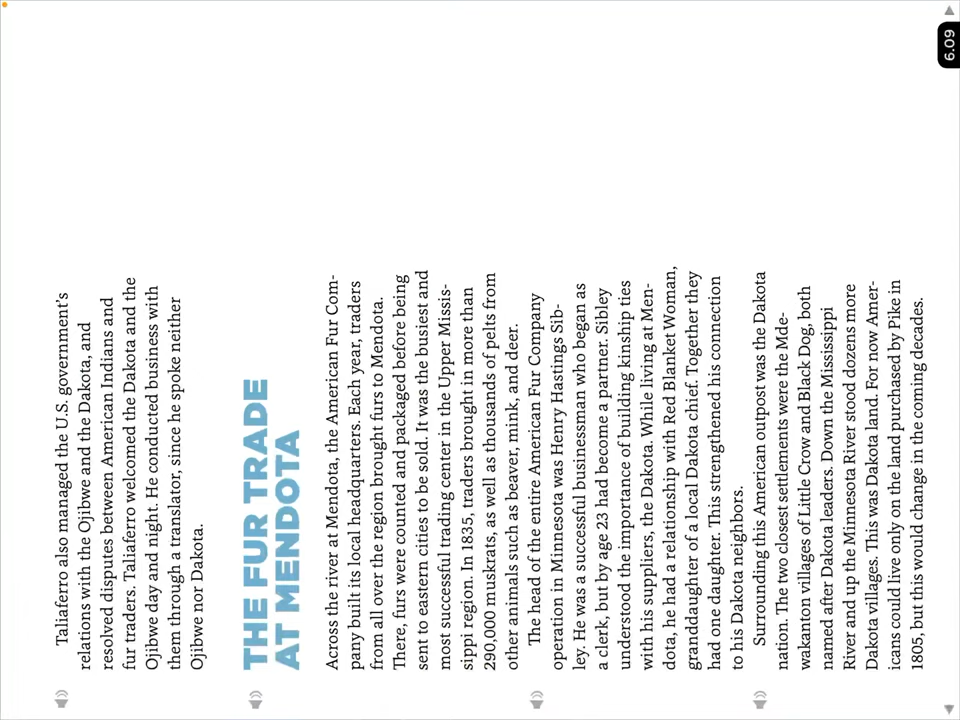 Taliaferro also managed the U.S. government's
relations with the Ojibwe and the Dakota, and
resolved disputes between American Indians and
fur traders. Taliaferro welcomed the Dakota and the
Ojibwe day and night. He conducted business with
them through a translator, since he spoke neither
Ojibwe nor Dakota.
THE FUR TRADE
AT MENDOTA
Across the river at Mendota, the American Fur Com-
pany built its local headquarters. Each year, traders
from all over the region brought furs to Mendota.
There, furs were counted and packaged before being
sent to eastern cities to be sold. It was the busiest and
most successful trading center in the Upper Missis-
sippi region. In 1835, traders brought in more than
290,000 muskrats, as well as thousands of pelts from
other animals such as beaver, mink, and deer.
The head of the entire American Fur Company
operation in Minnesota was Henry Hastings Sib-
ley. He was a successful businessman who began as
a clerk, but by age 23 had become a partner. Sibley
understood the importance of building kinship ties
with his suppliers, the Dakota. While living at Men-
dota, he had a relationship with Red Blanket Woman,
granddaughter of a local Dakota chief. Together they
had one daughter. This strengthened his connection
to his Dakota neighbors.
Surrounding this American outpost was the Dakota
nation. The two closest settlements were the Mde-
wakanton villages of Little Crow and Black Dog, both
named after Dakota leaders. Down the Mississippi
River and up the Minnesota River stood dozens more
Dakota villages. This was Dakota land. For now Amer-
icans could live only on the land purchased by Pike in
1805, but this would change in the coming decades.
6.09